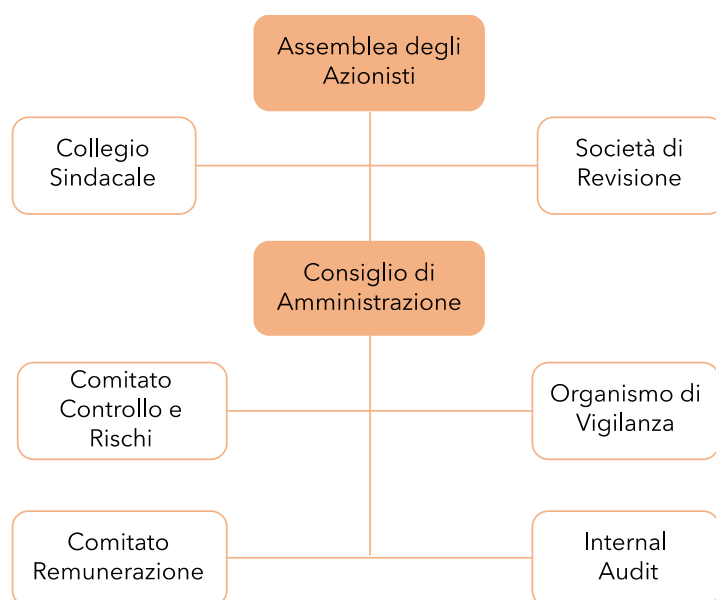 Assemblea degli
Azionisti
Collegio
Sindacale
Società di
Revisione
Consiglio di
Amministrazione
Comitato
Controllo e
Rischi
Organismo di
Vigilanza
Comitato
Remunerazione
Internal
Audit